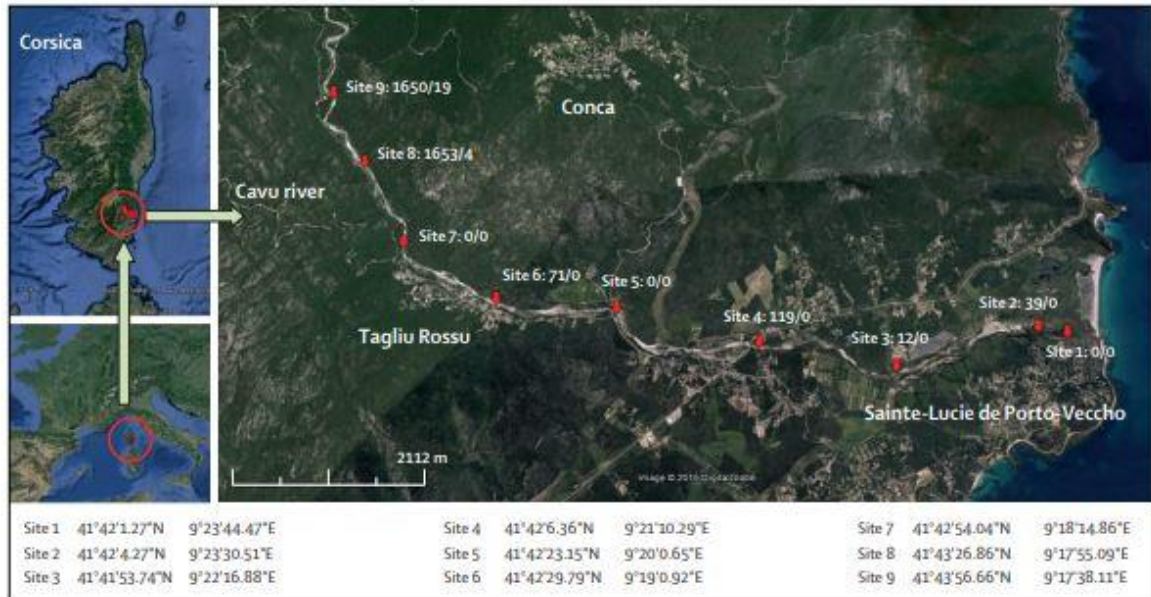 Corsica
Site 9: 1650/19
Conca
Site 8: 1653/4
Cavu river
Site 7: 0/0
Site 6: 71/0
Site 5: 0/0
Site 2: 39/0
Site 4: 119/0
Tagliu Rossu
Site 3: 12/0
Site 1: 0/0
Sainte-Lucie de Porto-Veccho
2112 m
Image © 2016
Site 1 41°42'1.27"N 9°23'44.47"E
Site 2 41°42'4.27"N 9°23'30.51"E
Site 3 41°41'53.74"N 9°22'16.88"E
Site 4 41°42'6.36"N 9°21'10.29"E
Site 5 41°42'23.15"N 9°20'0.65"E
Site 6 41°42'29.79"N 9°19'0.92"E
Site 7 41°42'54.04"N 9°18'14.86"E
Site 8 41°43'26.86"N 9°17'55.09"E
Site 9 41°43'56.66"N 9°17'38.11"E